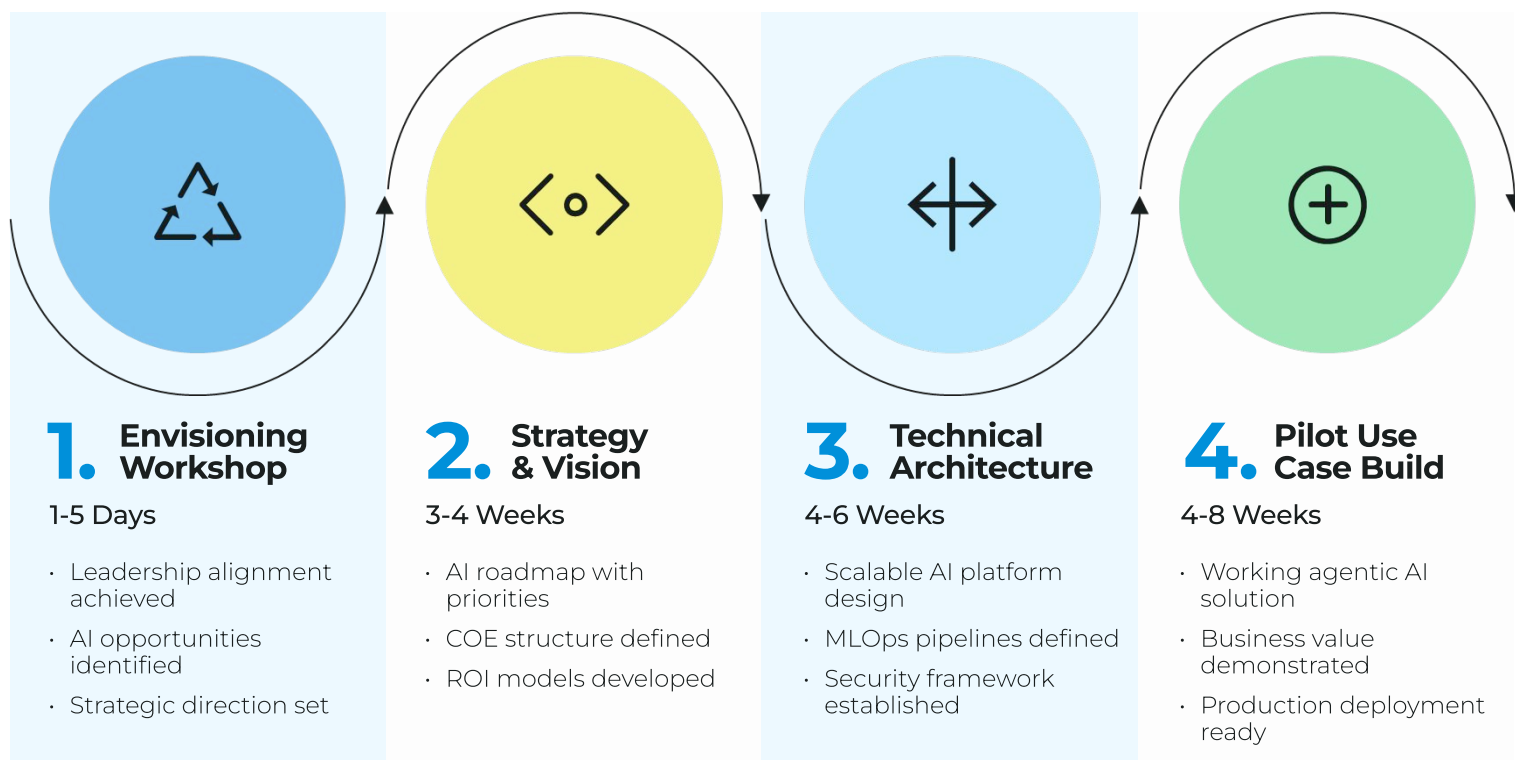 1. Envisioning
Workshop
1-5 Days
• Leadership alignment
achieved
• AI opportunities
identified
• Strategic direction set
2. Strategy
& Vision
3-4 Weeks
• AI roadmap with
priorities
• COE structure defined
• ROI models developed
3. Technical
Architecture
4-6 Weeks
• Scalable AI platform
design
• MLOps pipelines defined
• Security framework
established
4. Pilot Use
Case Build
4-8 Weeks
• Working agentic AI
solution
• Business value
demonstrated
• Production deployment
ready